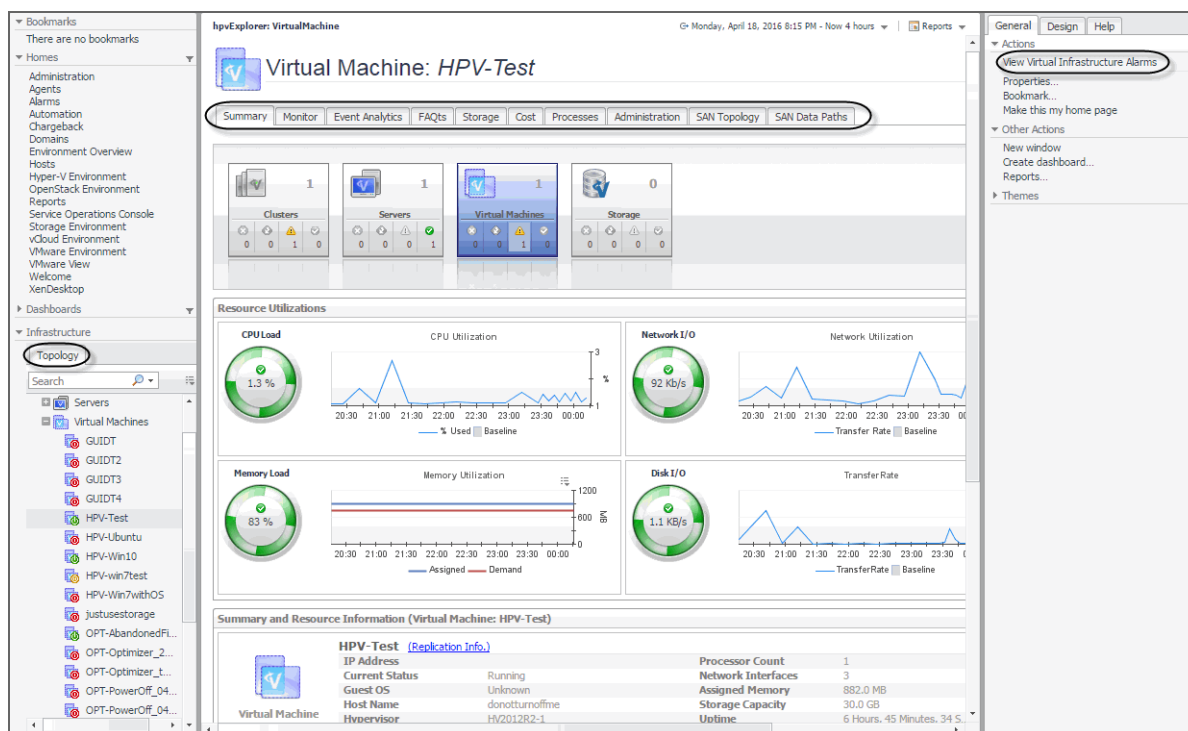 Bookmarks
There are no bookmarks
Homes
Administration
Agents
Alarms
Automation
Chargeback
Domains
Environment Overview
Hosts
Hyper-V Environment
OpenStack Environment
Reports
Service Operations Console
Storage Environment
vCloud Environment
VMware Environment
VMware View
Welcome
XenDesktop
Dashboards
Infrastructure
Topology
Search
Servers
Virtual Machines
GUIDT
GUIDT2
GUIDT3
GUIDT4
HPV-Test
HPV-Ubuntu
HPV-Win10
HPV-win7test
HPV-Win7withOS
justusestorage
OPT-AbandonedFi...
OPT-Optimizer_2...
OPT-Optimizer_t...
OPT-PowerOff_04...
OPT-PowerOff_04...
hpvExplorer: VirtualMachine
Monday, April 18, 2016 8:15 PM - Now 4 hours Reports
Virtual Machine: HPV-Test
Summary Monitor Event Analytics FAQts Storage Cost Processes Administration SAN Topology SAN Data Paths
1 1 1 0
Clusters Servers Virtual Machines Storage
0 0 1 0 0 0 0 1 0 0 1 0 0 0 0 0
Resource Utilizations
CPU Load
1.3 %
CPU Utilization
3
%
1
20:30 21:00 21:30 22:00 22:30 23:00 23:30 00:00
% Used Baseline
Network I/O
92 Kb/s
Network Utilization
20:30 21:00 21:30 22:00 22:30 23:00 23:30
Transfer Rate Baseline
Memory Load
83 %
Memory Utilization
1200
600
MB
0
20:30 21:00 21:30 22:00 22:30 23:00 23:30 00:00
Assigned Demand
Disk I/O
1.1 KB/s
Transfer Rate
20:30 21:00 21:30 22:00 22:30 23:00 23:30
TransferRate Baseline
Summary and Resource Information (Virtual Machine: HPV-Test)
Virtual Machine
HPV-Test (Replication Info.)
IP Address Processor Count 1
Current Status Running Network Interfaces 3
Guest OS Unknown Assigned Memory 882.0 MB
Host Name donotturnoffme Storage Capacity 30.0 GB
Hypervisor HV2012R2-1 Uptime 6 Hours, 45 Minutes, 34 S
General Design Help
Actions
View Virtual Infrastructure Alarms
Properties...
Bookmark...
Make this my home page
Other Actions
New window
Create dashboard...
Reports...
Themes